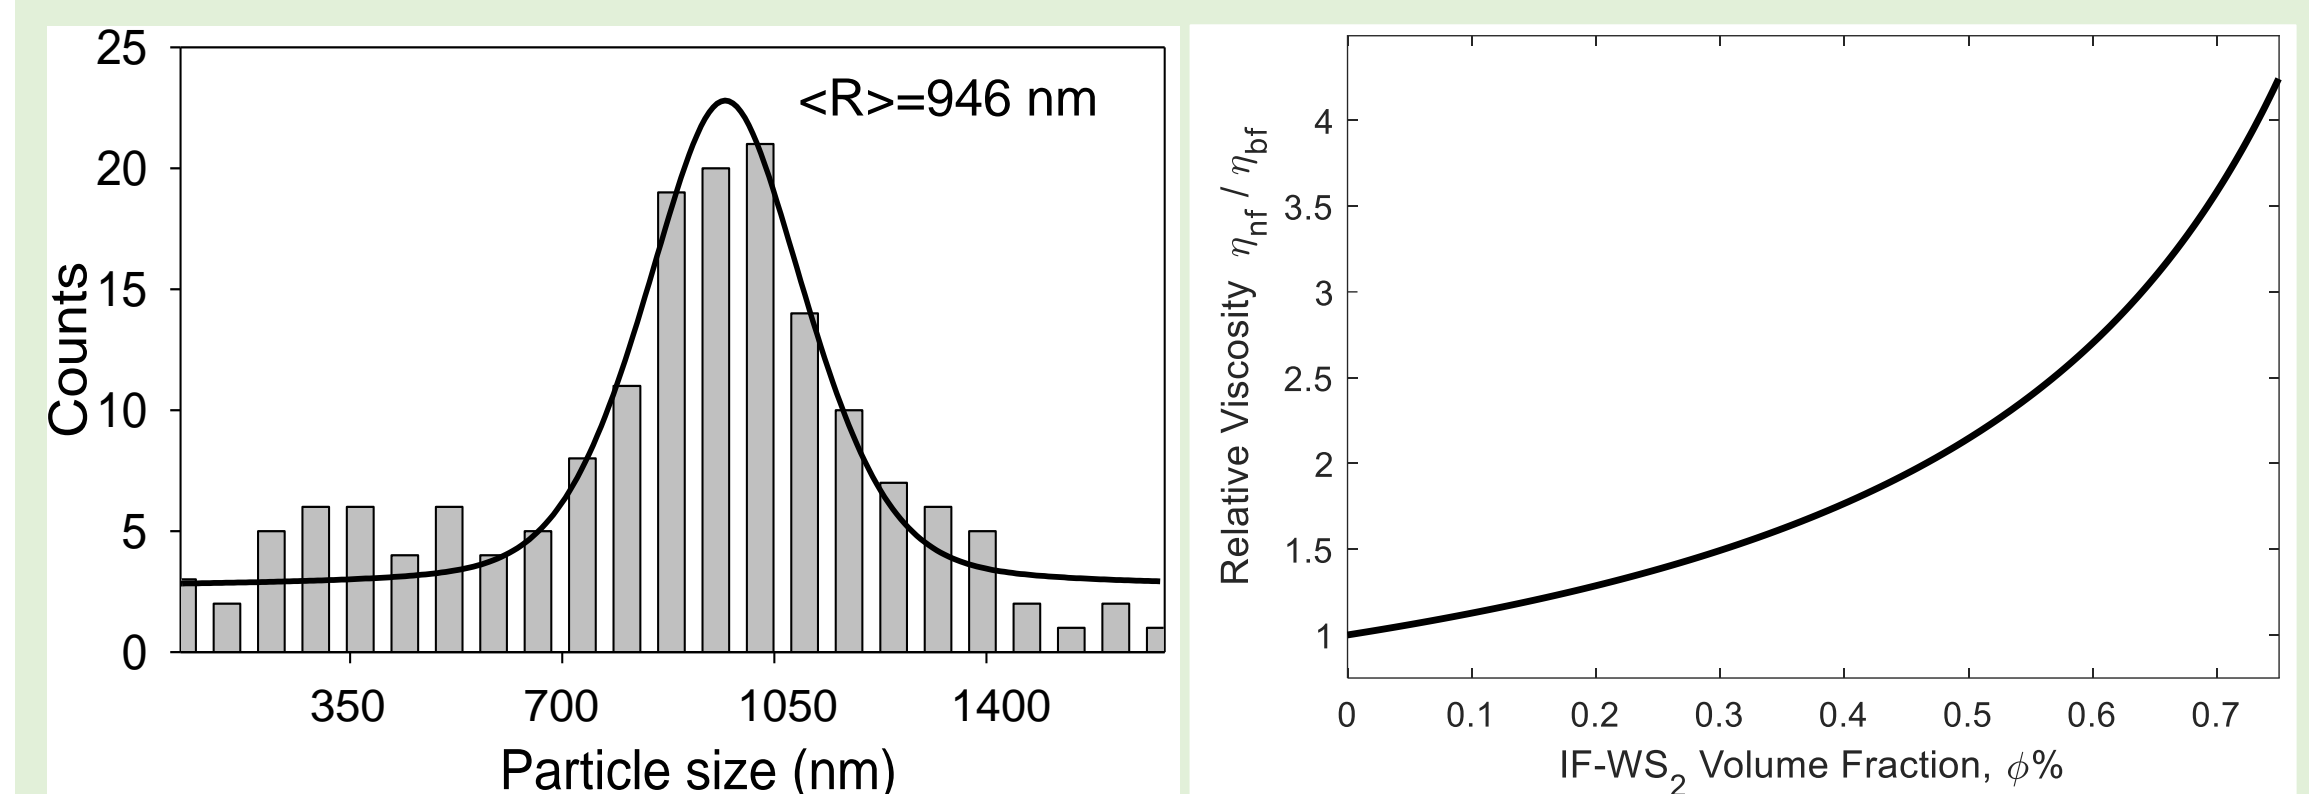 25
20
15
10
5
0
Counts
<R>=946 nm
350 700 1050 1400
Particle size (nm)
4
3.5
3
2.5
2
1.5
1
Relative Viscosity η_nf / η_bf
0 0.1 0.2 0.3 0.4 0.5 0.6 0.7
IF-WS₂ Volume Fraction, ϕ%